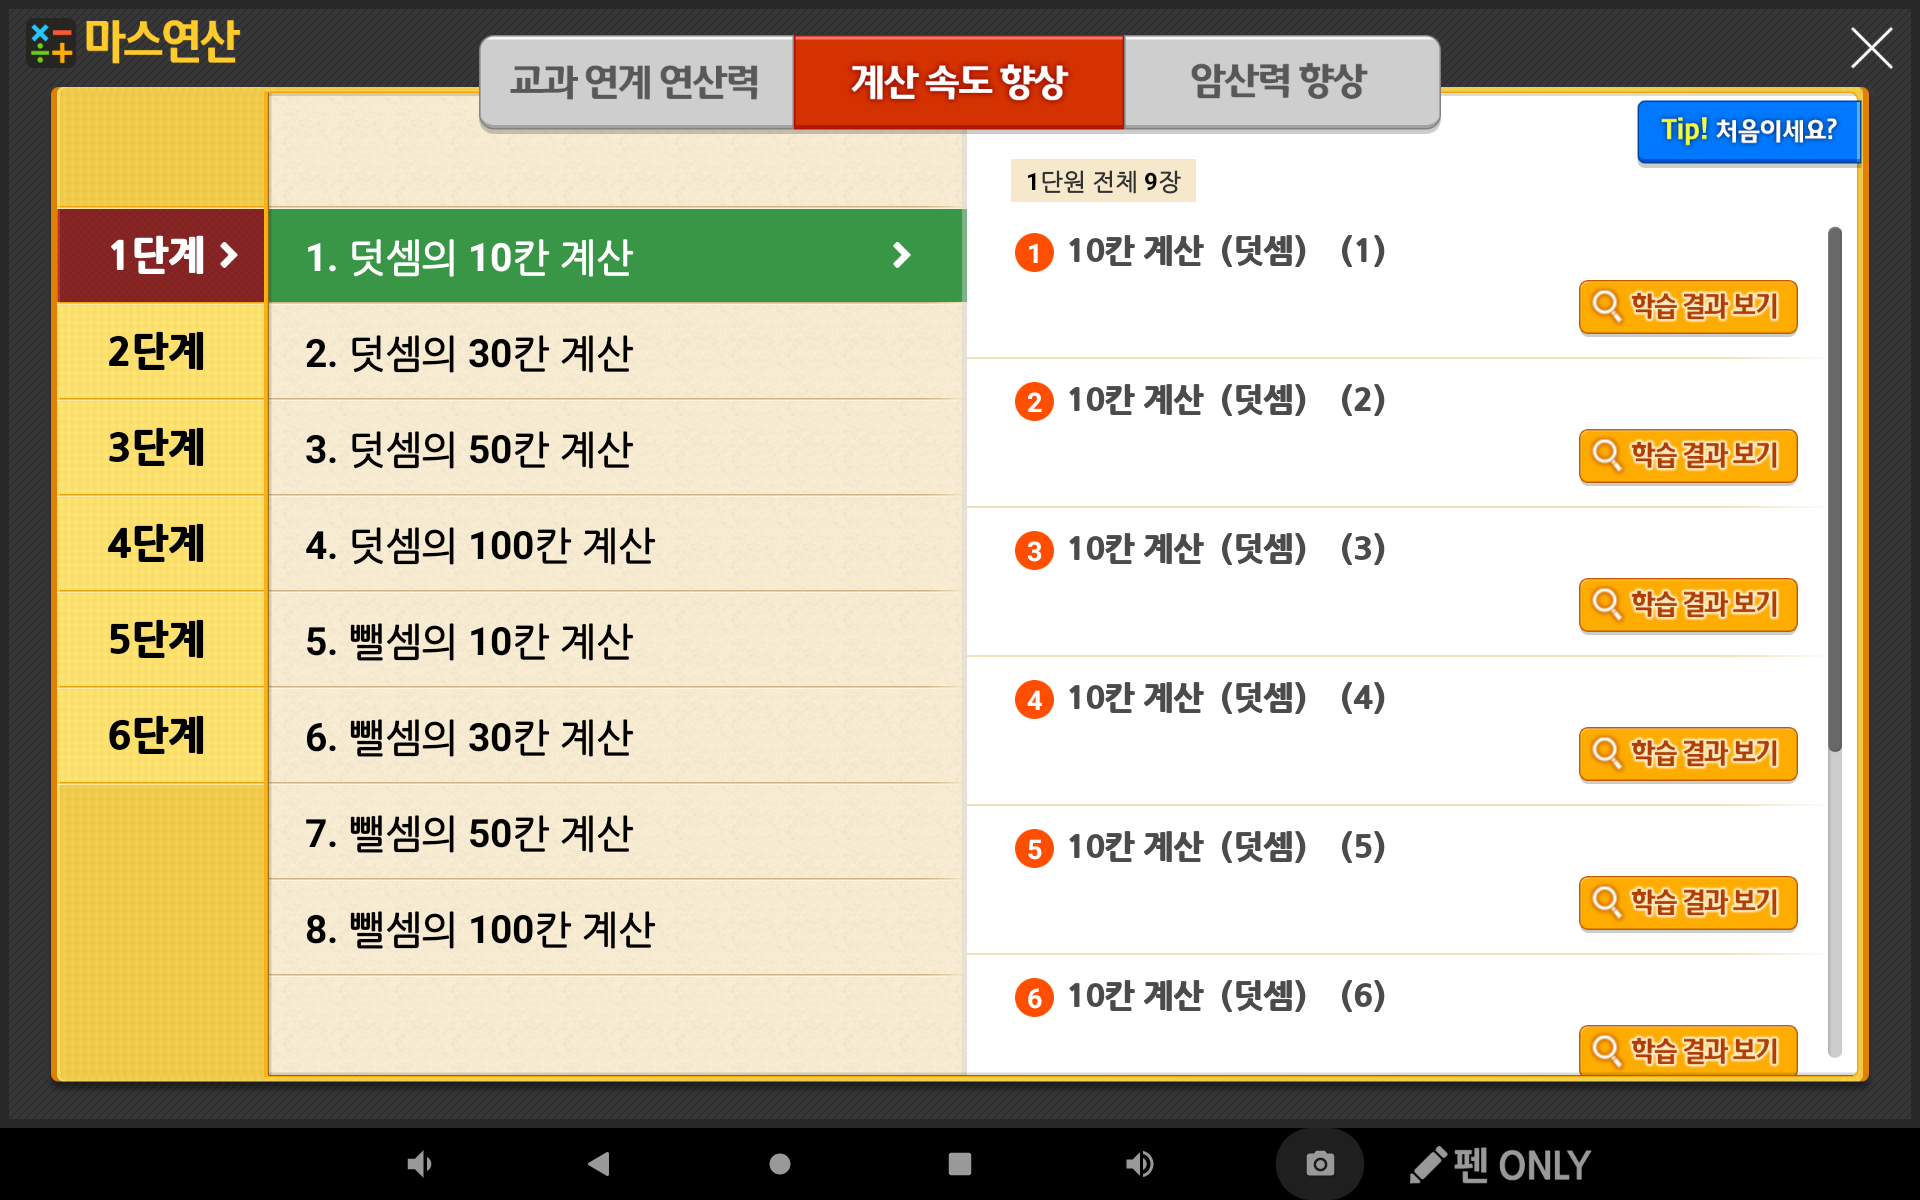 마스연산
교과 연계 연산력
계산 속도 향상
암산력 향상
Tip! 처음이세요?
1단계
2단계
3단계
4단계
5단계
6단계
1. 덧셈의 10칸 계산
2. 덧셈의 30칸 계산
3. 덧셈의 50칸 계산
4. 덧셈의 100칸 계산
5. 뺄셈의 10칸 계산
6. 뺄셈의 30칸 계산
7. 뺄셈의 50칸 계산
8. 뺄셈의 100칸 계산
1단원 전체 9장
1 10칸 계산 (덧셈) (1)
학습 결과 보기
2 10칸 계산 (덧셈) (2)
학습 결과 보기
3 10칸 계산 (덧셈) (3)
학습 결과 보기
4 10칸 계산 (덧셈) (4)
학습 결과 보기
5 10칸 계산 (덧셈) (5)
학습 결과 보기
6 10칸 계산 (덧셈) (6)
학습 결과 보기
펜 ONLY